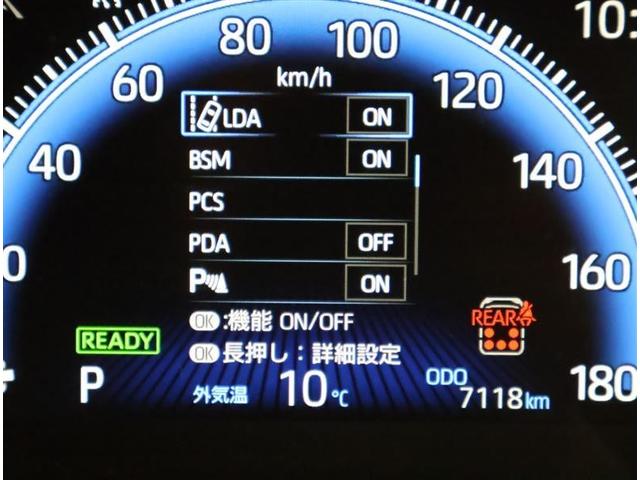 80
100
10:
60
km/h
120
LDA ON
40
BSM ON
140
PCS
PDA OFF
0
P ON
160
OK :機能 ON/OFF
REAR
READY
OK 長押し：詳細設定
P
外気温 10℃
ODO
7118km
180